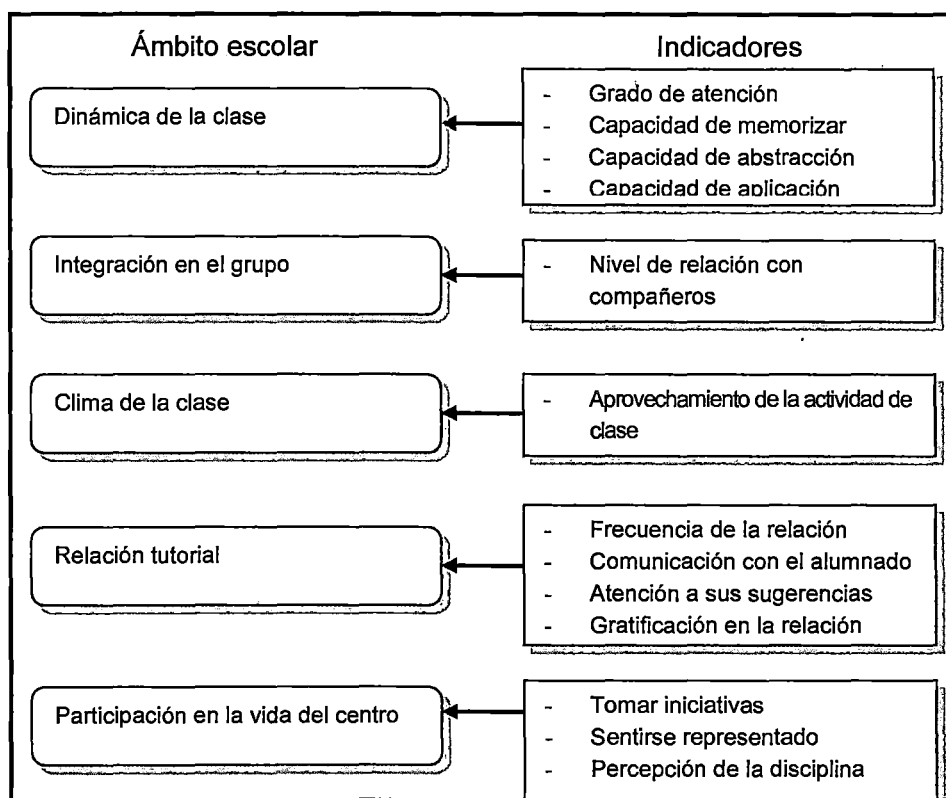 Ámbito escolar
Indicadores
Dinámica de la clase
- Grado de atención
- Capacidad de memorizar
- Capacidad de abstracción
- Capacidad de aplicación
Integración en el grupo
- Nivel de relación con
compañeros
Clima de la clase
- Aprovechamiento de la actividad de
clase
Relación tutorial
- Frecuencia de la relación
- Comunicación con el alumnado
- Atención a sus sugerencias
- Gratificación en la relación
Participación en la vida del centro
- Tomar iniciativas
- Sentirse representado
- Percepción de la disciplina